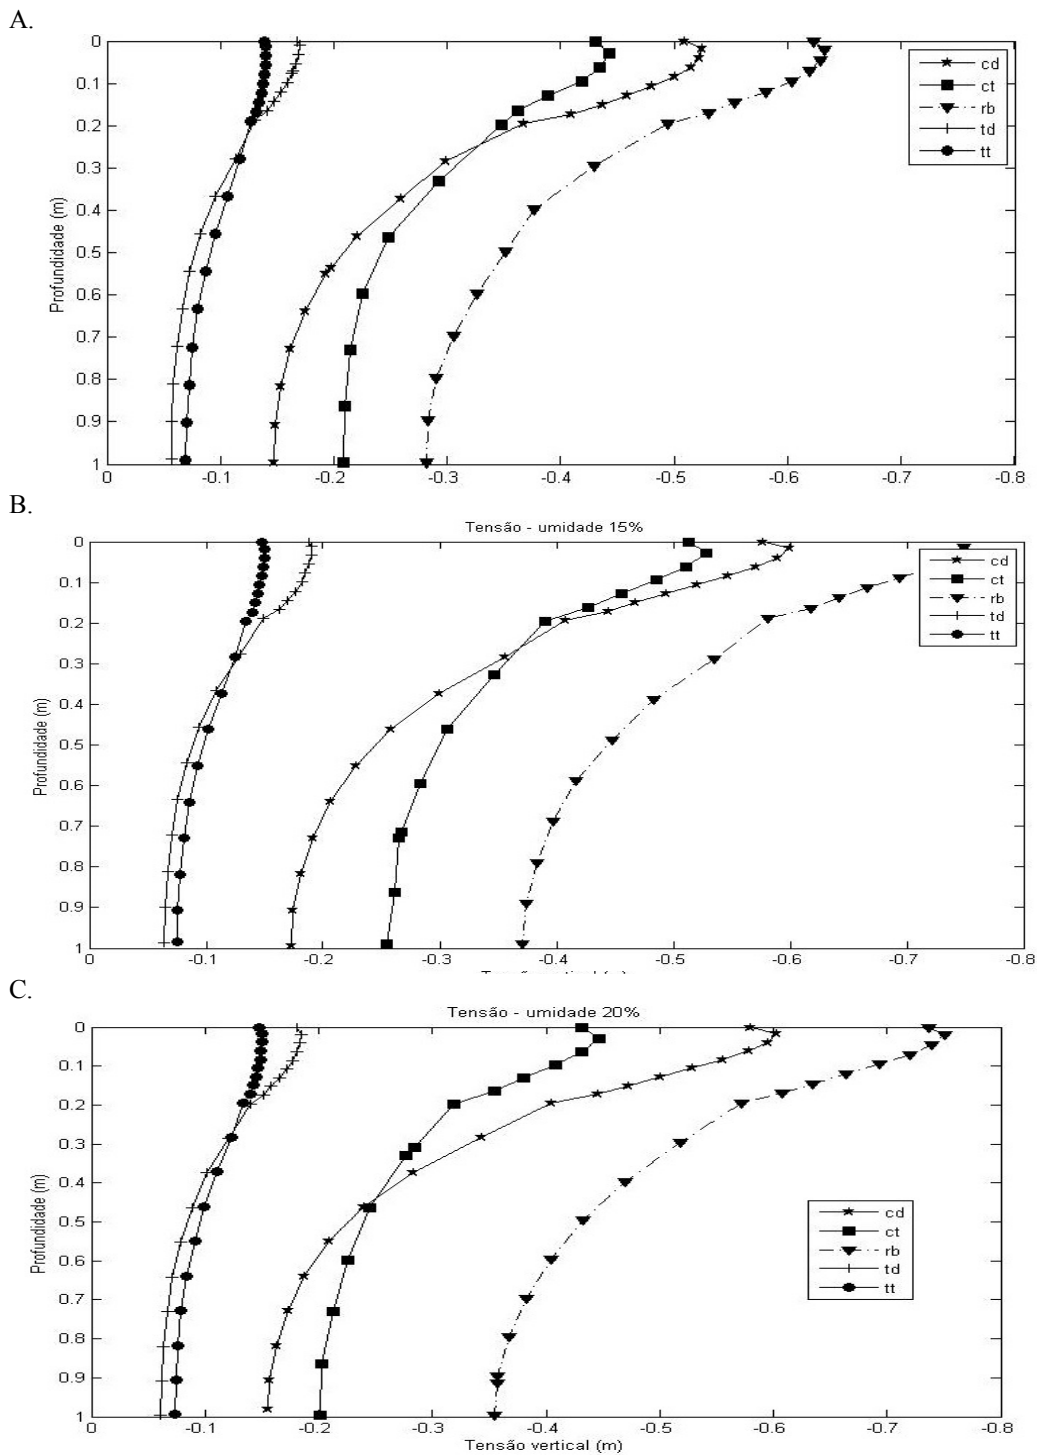 A.
0
0.1
0.2
0.3
0.4
0.5
0.6
0.7
0.8
0.9
1
Profundidade (m)
cd
ct
rb
td
tt
0 -0.1 -0.2 -0.3 -0.4 -0.5 -0.6 -0.7 -0.8
B.
Tensão - umidade 15%
0
0.1
0.2
0.3
0.4
0.5
0.6
0.7
0.8
0.9
1
Profundidade (m)
cd
ct
rb
td
tt
0 -0.1 -0.2 -0.3 -0.4 -0.5 -0.6 -0.7 -0.8
C.
Tensão - umidade 20%
0
0.1
0.2
0.3
0.4
0.5
0.6
0.7
0.8
0.9
1
Profundidade (m)
cd
ct
rb
td
tt
0 -0.1 -0.2 -0.3 -0.4 -0.5 -0.6 -0.7 -0.8
Tensão vertical (m)